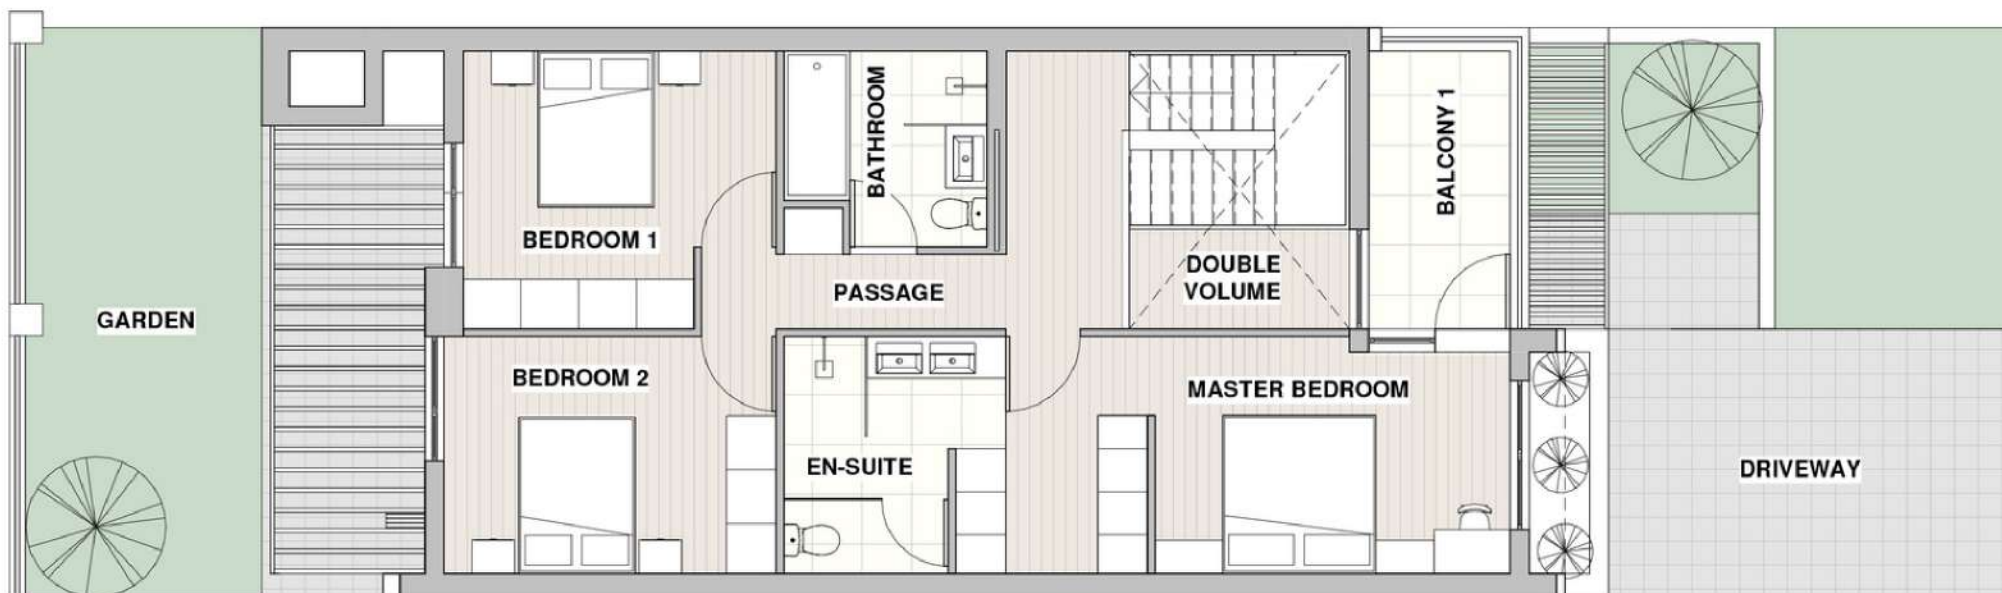 BATHROOM
BALCONY 1
BEDROOM 1
DOUBLE
VOLUME
PASSAGE
GARDEN
BEDROOM 2
MASTER BEDROOM
EN-SUITE
DRIVEWAY